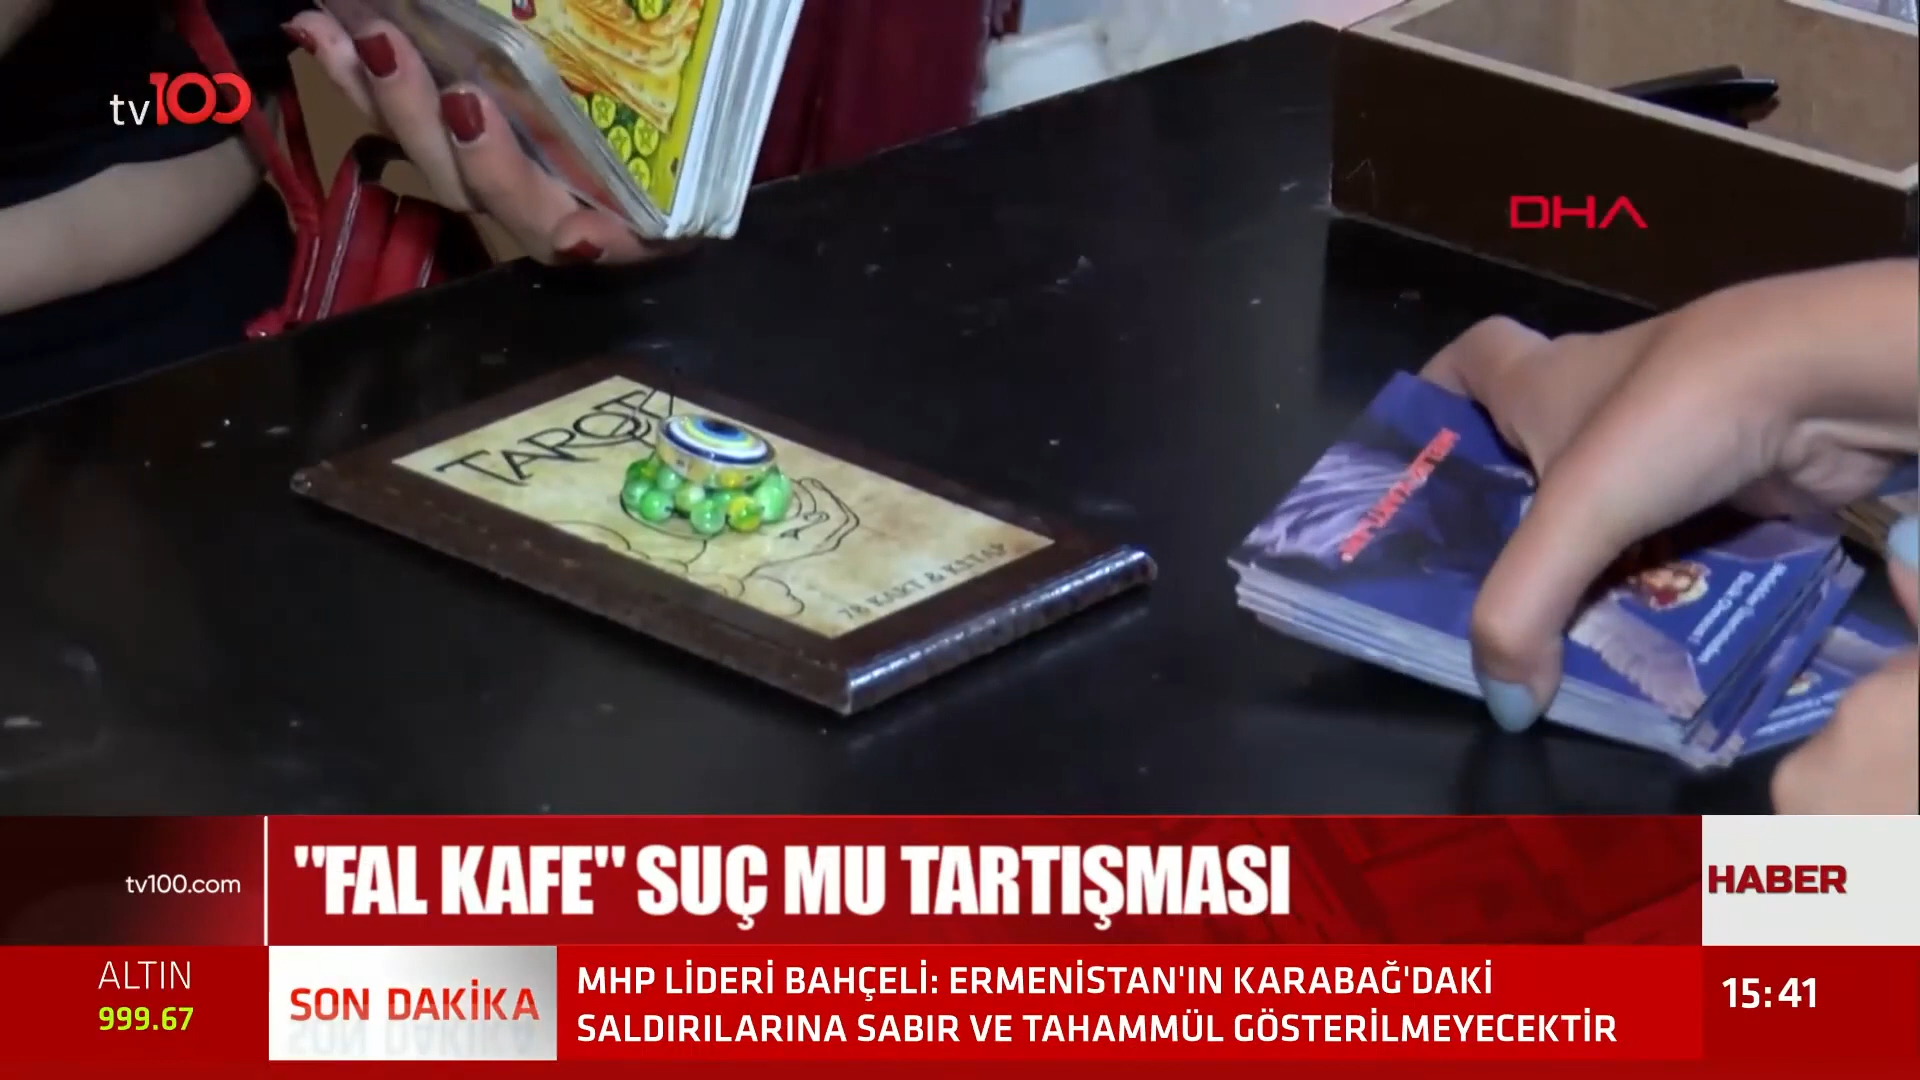 tv100
DHA
TAROT
78 KART & KİTAP
tv100.com
"FAL KAFE" SUÇ MU TARTIŞMASI
HABER
ALTIN
999.67
SON DAKİKA
MHP LİDERİ BAHÇELİ: ERMENİSTAN'IN KARABAĞ'DAKİ
SALDIRILARINA SABIR VE TAHAMMÜL GÖSTERİLMEYECEKTİR
15:41